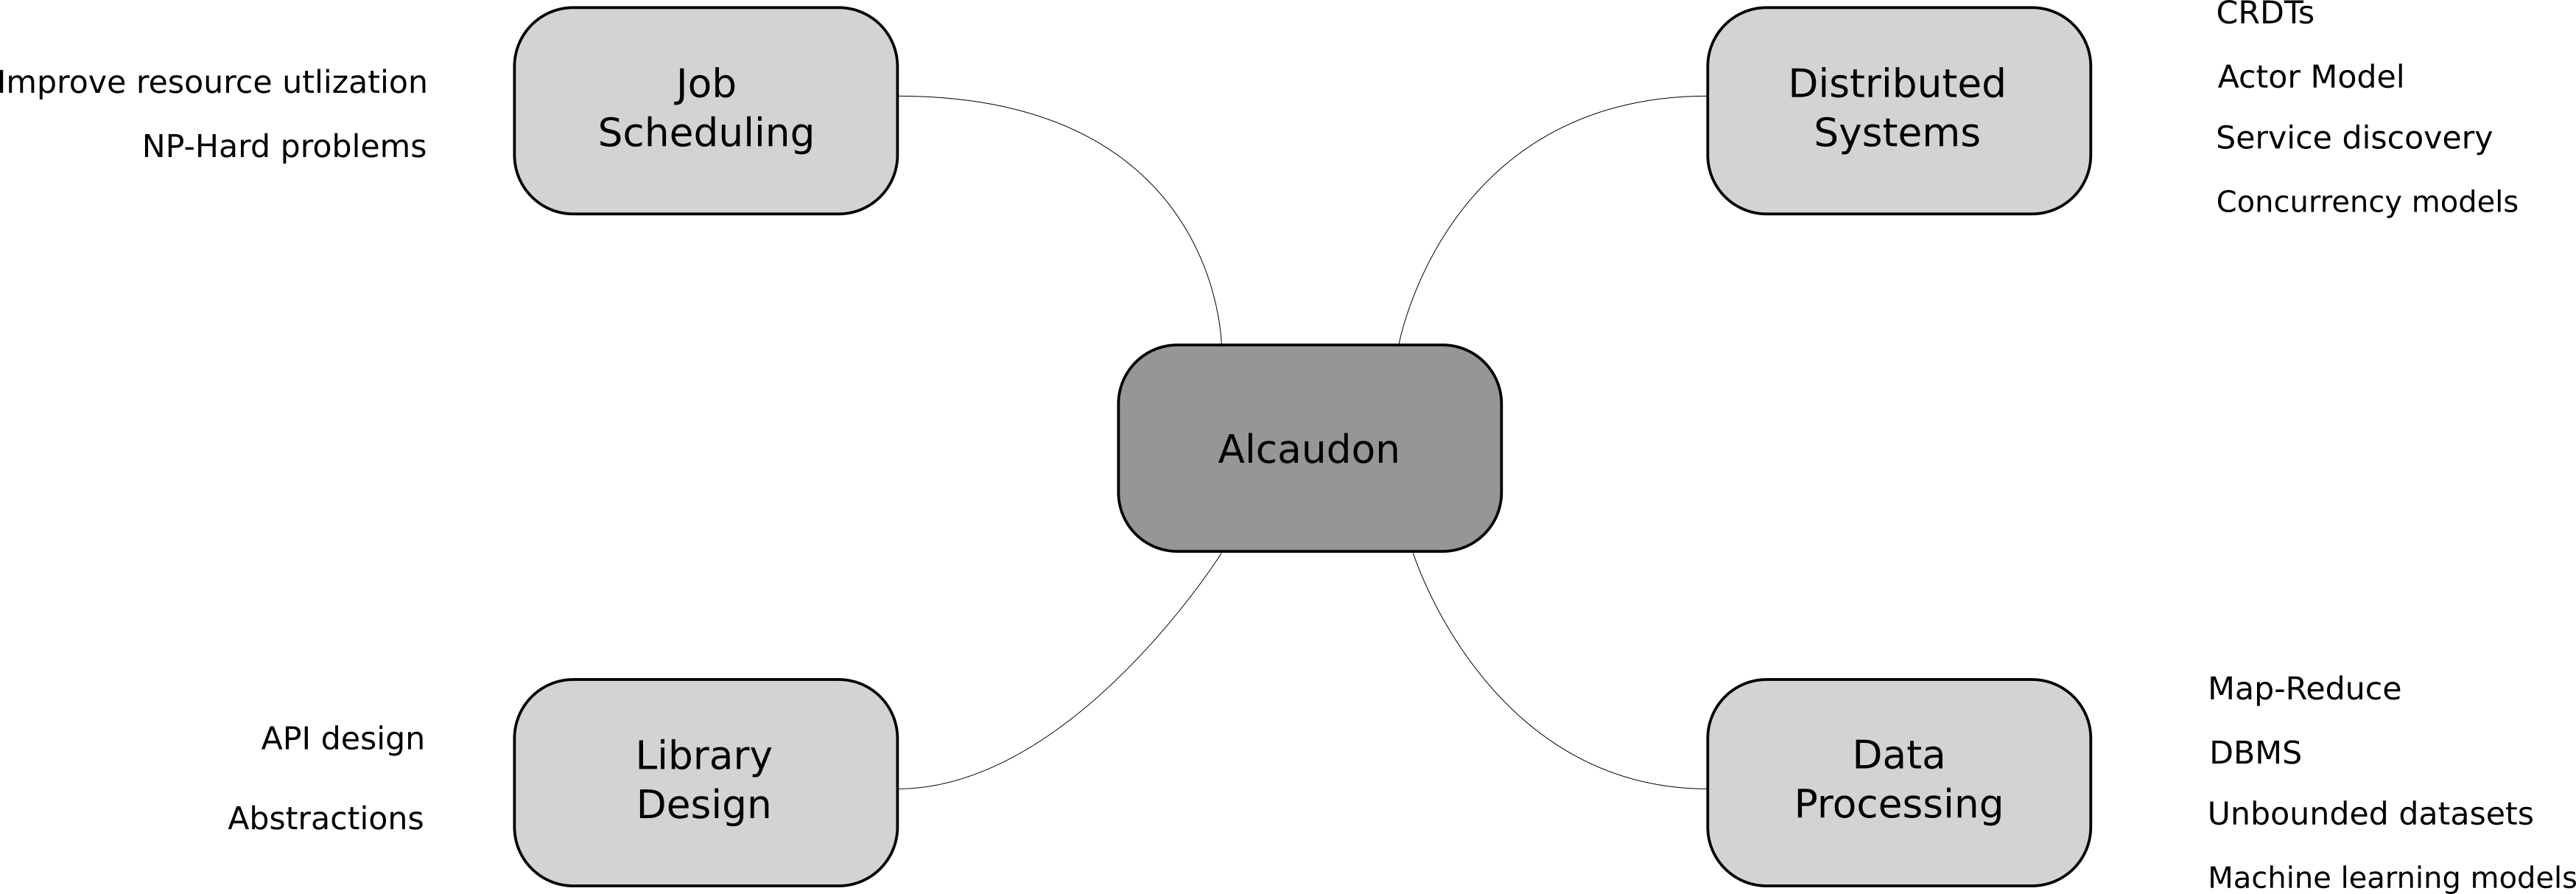 Improve resource utlization
NP-Hard problems
Job
Scheduling
Distributed
Systems
CRDTs
Actor Model
Service discovery
Concurrency models
Alcaudon
API design
Abstractions
Library
Design
Data
Processing
Map-Reduce
DBMS
Unbounded datasets
Machine learning models